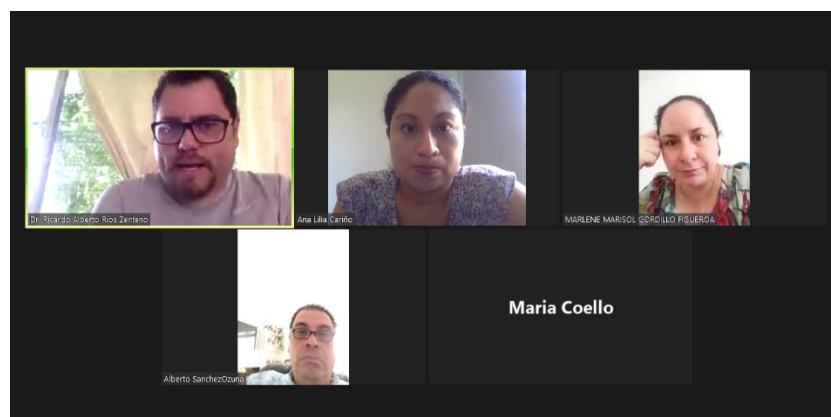 Dr. Ricardo Alberto Rios Zenteno
Ana Lilia Cariño
MARLENE MARISOL GORDILLO FIGUEROA
Alberto SanchezOzuna
Maria Coello